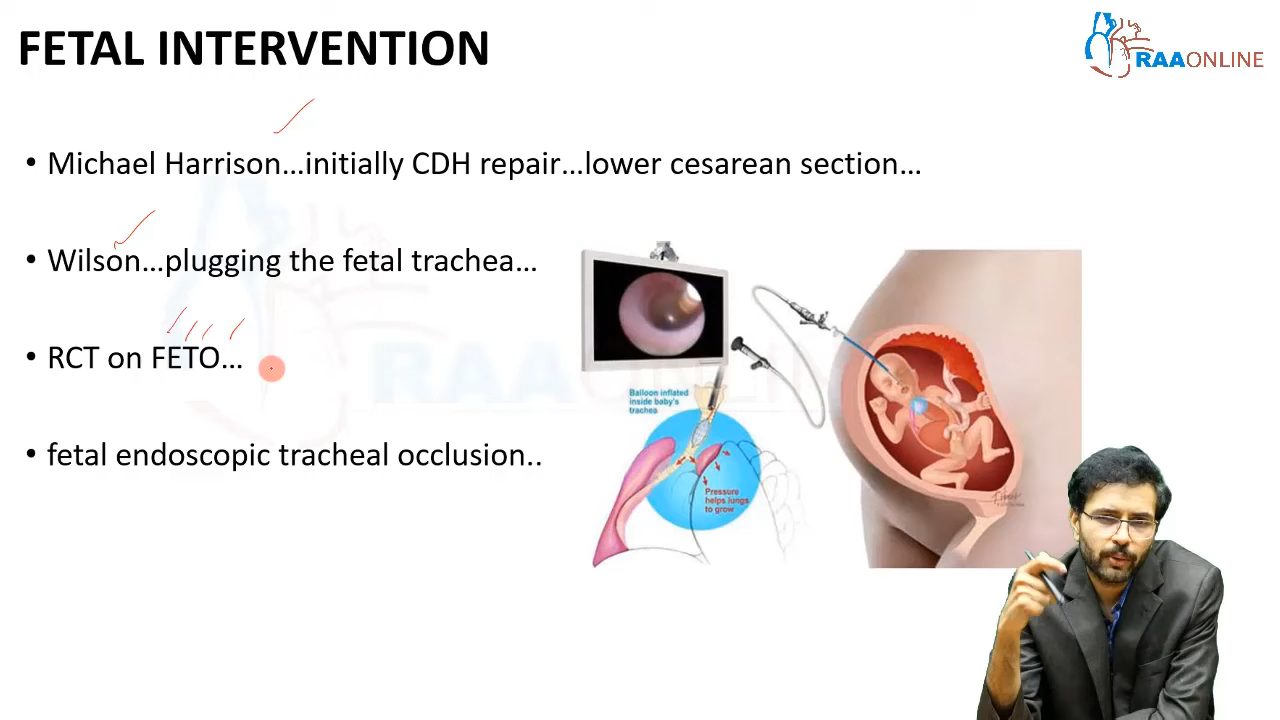 FETAL INTERVENTION
RAAONLINE
• Michael Harrison…initially CDH repair…lower cesarean section…
• Wilson…plugging the fetal trachea…
• RCT on FETO…
• fetal endoscopic tracheal occlusion..
Balloon inflated
inside baby's
trachea
Pressure
helps lungs
to grow
RAAONLINE